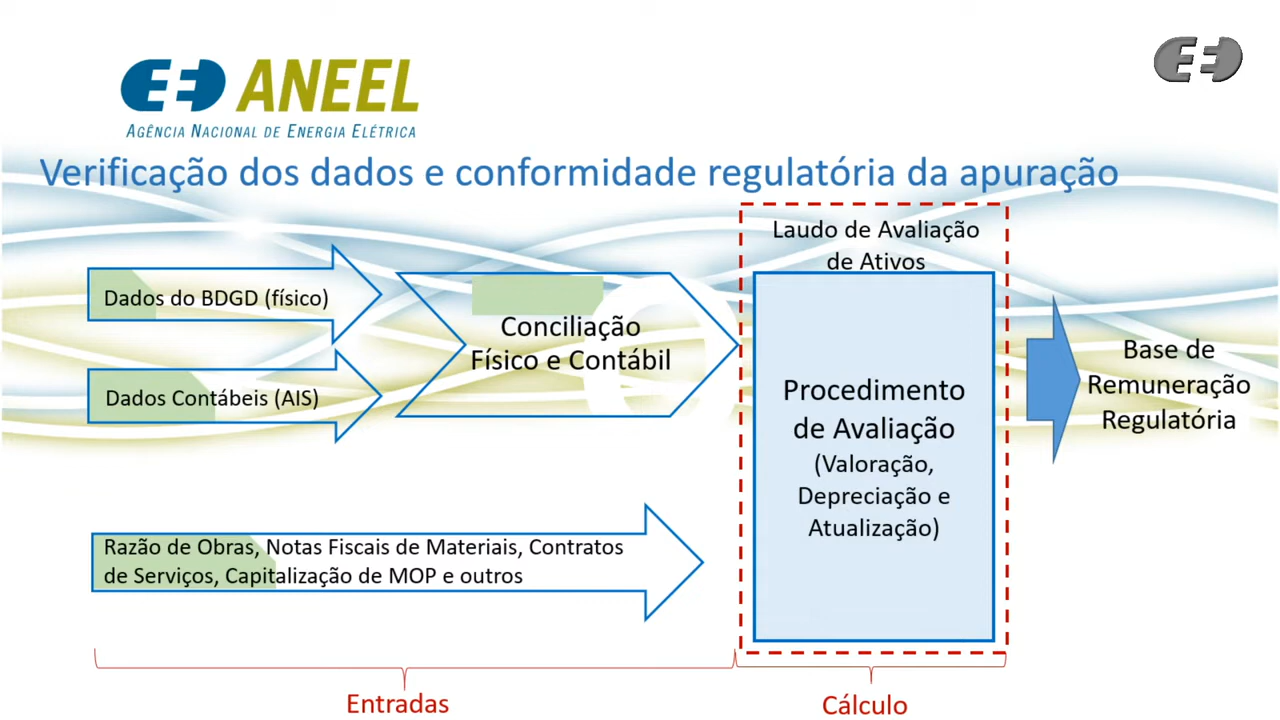 ANEEL
AGÊNCIA NACIONAL DE ENERGIA ELÉTRICA
Verificação dos dados e conformidade regulatória da apuração
Laudo de Avaliação
de Ativos
Dados do BDGD (físico)
Conciliação
Físico e Contábil
Dados Contábeis (AIS)
Procedimento
de Avaliação
(Valoração,
Depreciação e
Atualização)
Base de
Remuneração
Regulatória
Razão de Obras, Notas Fiscais de Materiais, Contratos
de Serviços, Capitalização de MOP e outros
Entradas
Cálculo